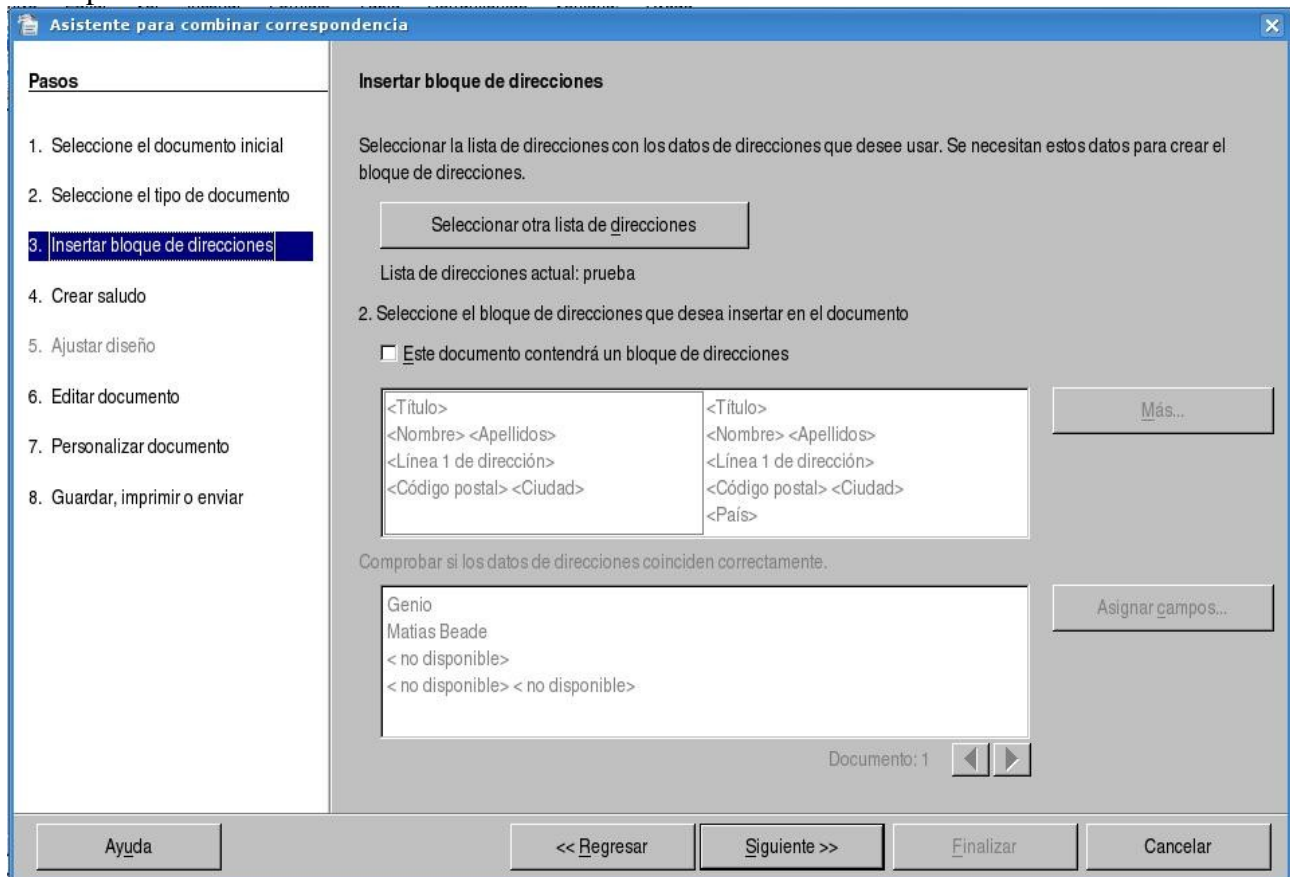 Asistente para combinar correspondencia
Pasos
1. Seleccione el documento inicial
2. Seleccione el tipo de documento
3. Insertar bloque de direcciones
4. Crear saludo
5. Ajustar diseño
6. Editar documento
7. Personalizar documento
8. Guardar, imprimir o enviar
Insertar bloque de direcciones
Seleccionar la lista de direcciones con los datos de direcciones que desee usar. Se necesitan estos datos para crear el
bloque de direcciones.
Seleccionar otra lista de direcciones
Lista de direcciones actual: prueba
2. Seleccione el bloque de direcciones que desea insertar en el documento
Este documento contendrá un bloque de direcciones
<Título>
<Nombre> <Apellidos>
<Línea 1 de dirección>
<Código postal> <Ciudad>
<Título>
<Nombre> <Apellidos>
<Línea 1 de dirección>
<Código postal> <Ciudad>
<País>
Más...
Comprobar si los datos de direcciones coinciden correctamente.
Genio
Matias Beade
< no disponible>
< no disponible> < no disponible>
Asignar campos...
Documento: 1
Ayuda
<< Regresar
Siguiente >>
Finalizar
Cancelar